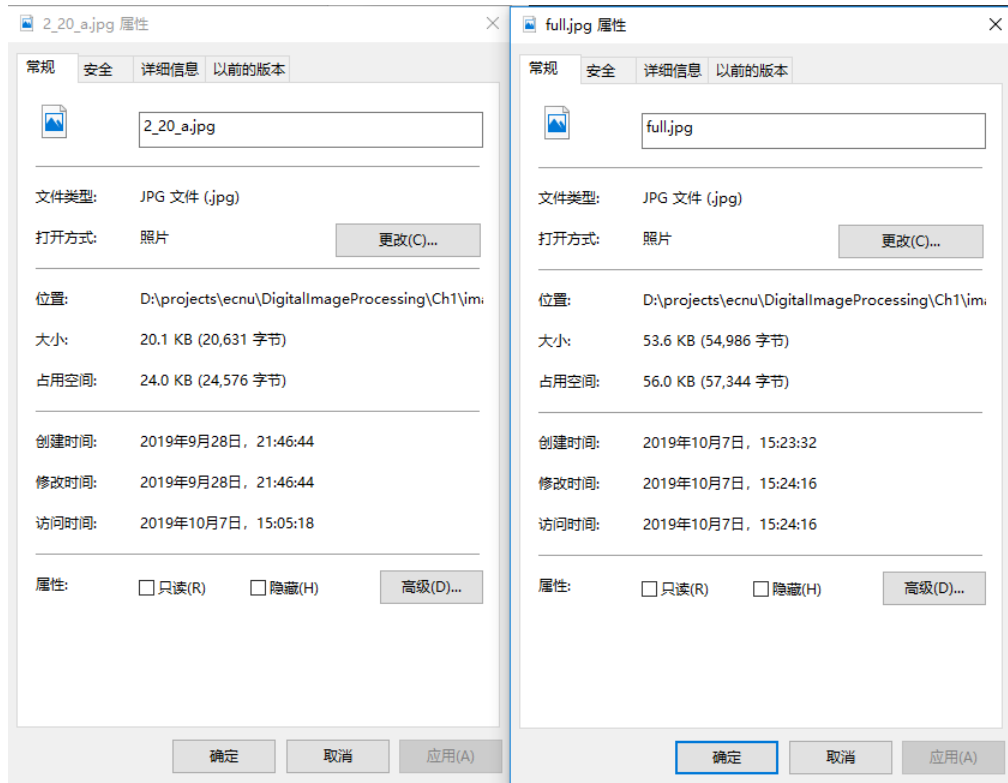 2_20_a.jpg 属性
常规 安全 详细信息 以前的版本
2_20_a.jpg
文件类型: JPG 文件 (.jpg)
打开方式: 照片 更改(C)...
位置: D:\projects\ecnu\DigitalImageProcessing\Ch1\ima
大小: 20.1 KB (20,631 字节)
占用空间: 24.0 KB (24,576 字节)
创建时间: 2019年9月28日，21:46:44
修改时间: 2019年9月28日，21:46:44
访问时间: 2019年10月7日，15:05:18
属性: 只读(R) 隐藏(H) 高级(D)...
确定 取消 应用(A)
full.jpg 属性
常规 安全 详细信息 以前的版本
full.jpg
文件类型: JPG 文件 (.jpg)
打开方式: 照片 更改(C)...
位置: D:\projects\ecnu\DigitalImageProcessing\Ch1\ima
大小: 53.6 KB (54,986 字节)
占用空间: 56.0 KB (57,344 字节)
创建时间: 2019年10月7日，15:23:32
修改时间: 2019年10月7日，15:24:16
访问时间: 2019年10月7日，15:24:16
属性: 只读(R) 隐藏(H) 高级(D)...
确定 取消 应用(A)